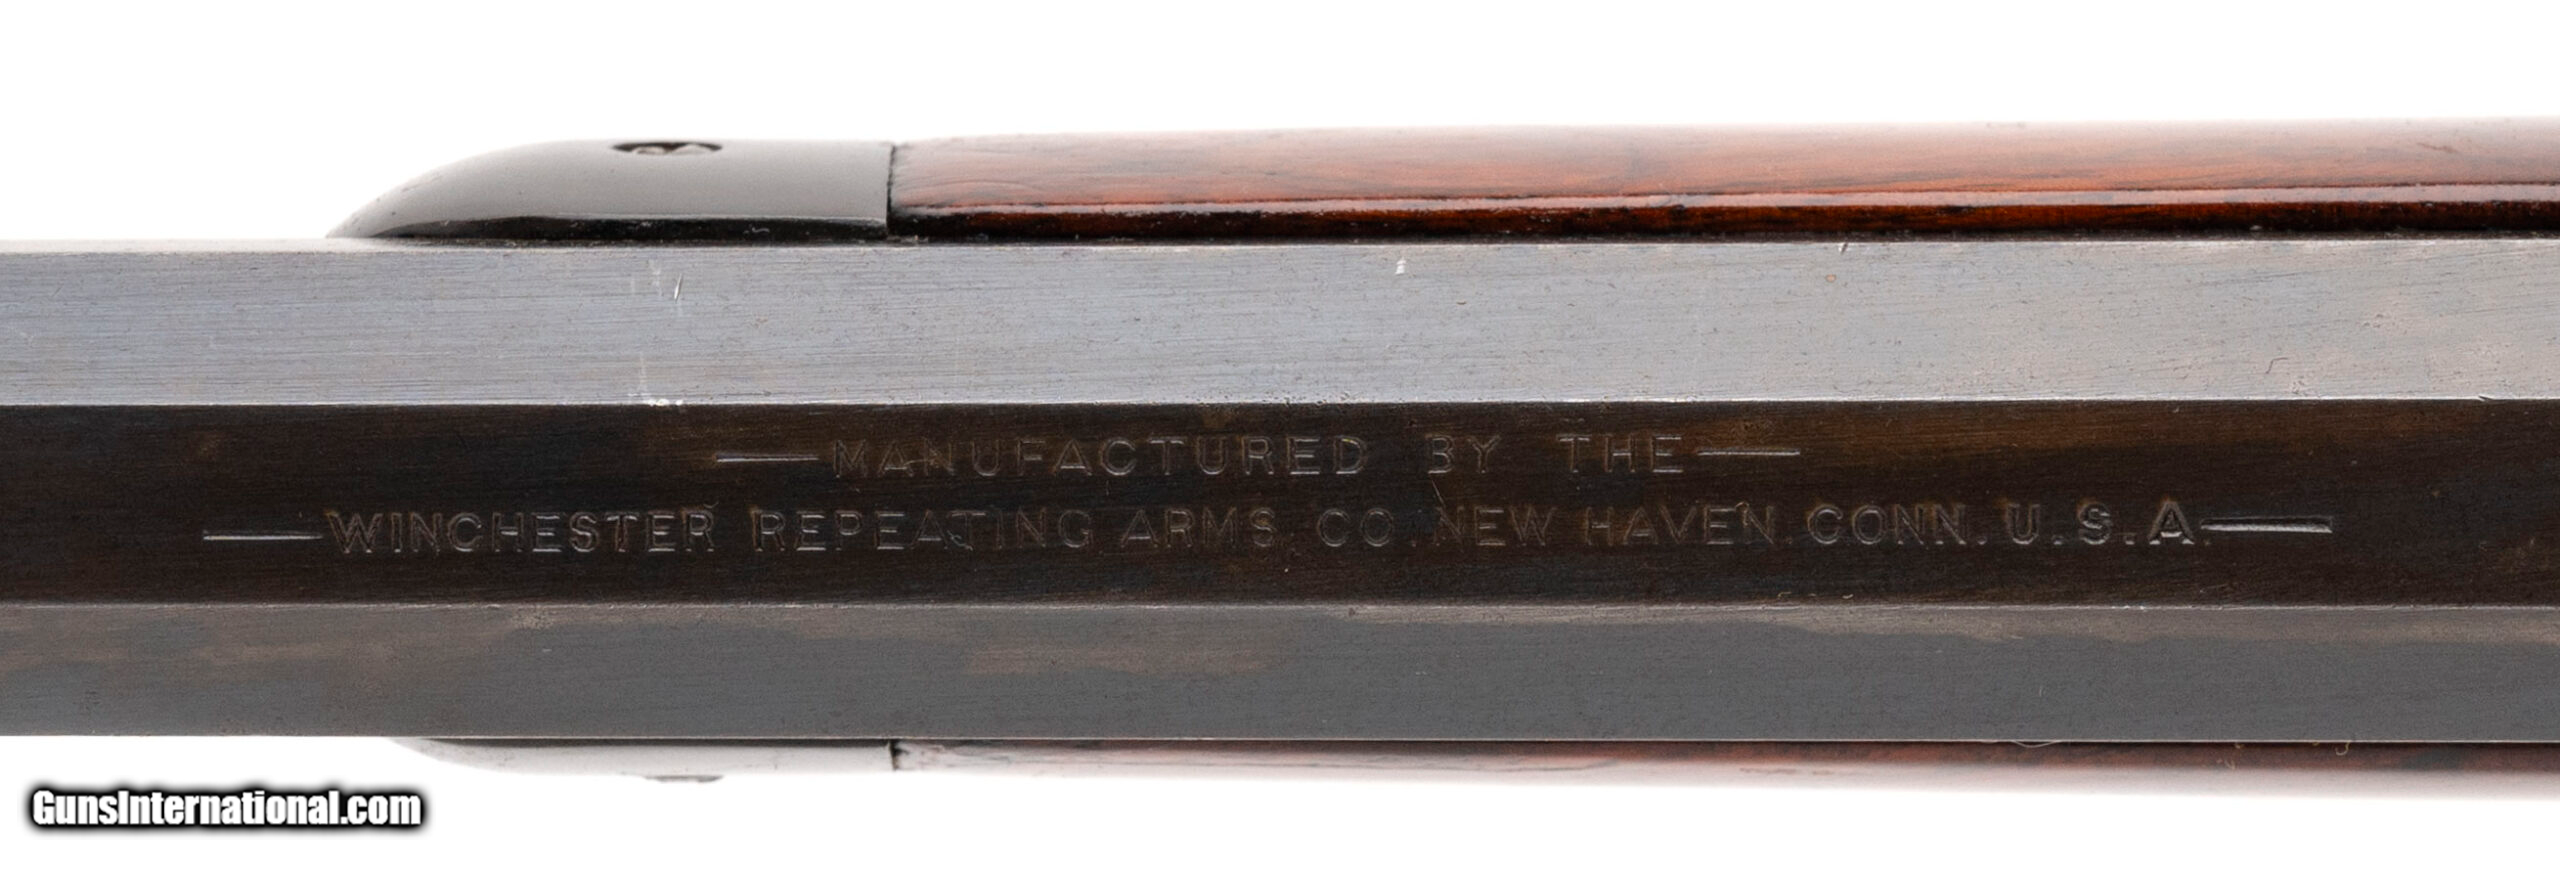 —MANUFACTURED BY THE—
—WINCHESTER REPEATING ARMS. CO. NEW HAVEN. CONN. U.S.A.—
GunsInternational.com